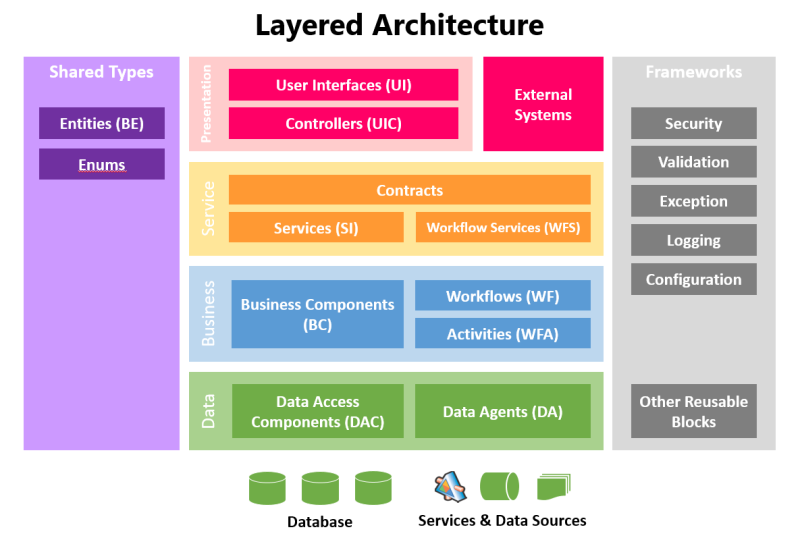 Layered Architecture
Shared Types
Entities (BE)
Enums
Presentation
User Interfaces (UI)
Controllers (UIC)
External
Systems
Service
Contracts
Services (SI)
Workflow Services (WFS)
Business
Business Components
(BC)
Workflows (WF)
Activities (WFA)
Data
Data Access
Components (DAC)
Data Agents (DA)
Frameworks
Security
Validation
Exception
Logging
Configuration
Other Reusable
Blocks
Database
Services & Data Sources